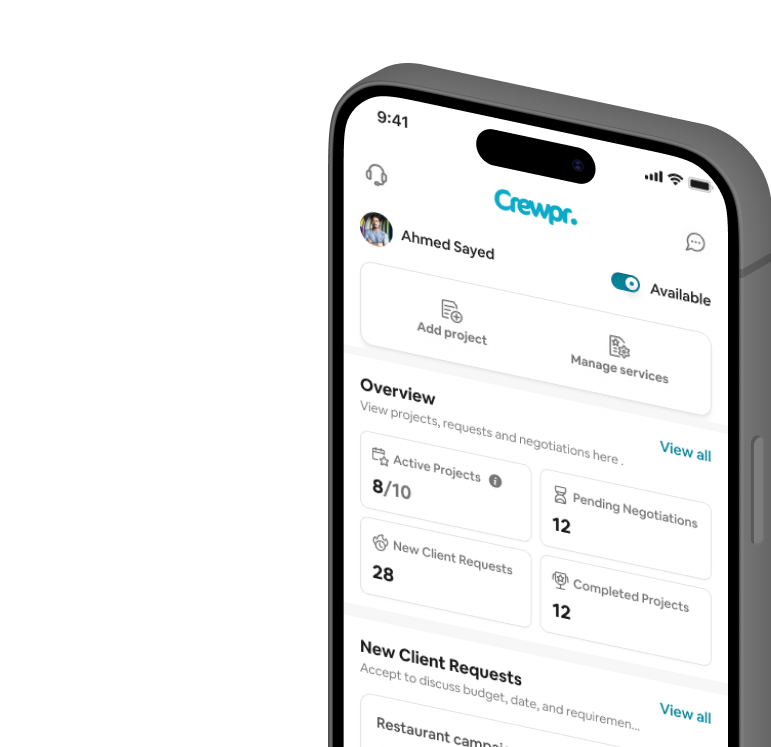 9:41
Crewpr.
Ahmed Sayed
Available
Add project
Manage services
Overview
View projects, requests and negotiations here .
View all
Active Projects
8/10
Pending Negotiations
12
New Client Requests
28
Completed Projects
12
New Client Requests
Accept to discuss budget, date, and requiremen...
View all
Restaurant